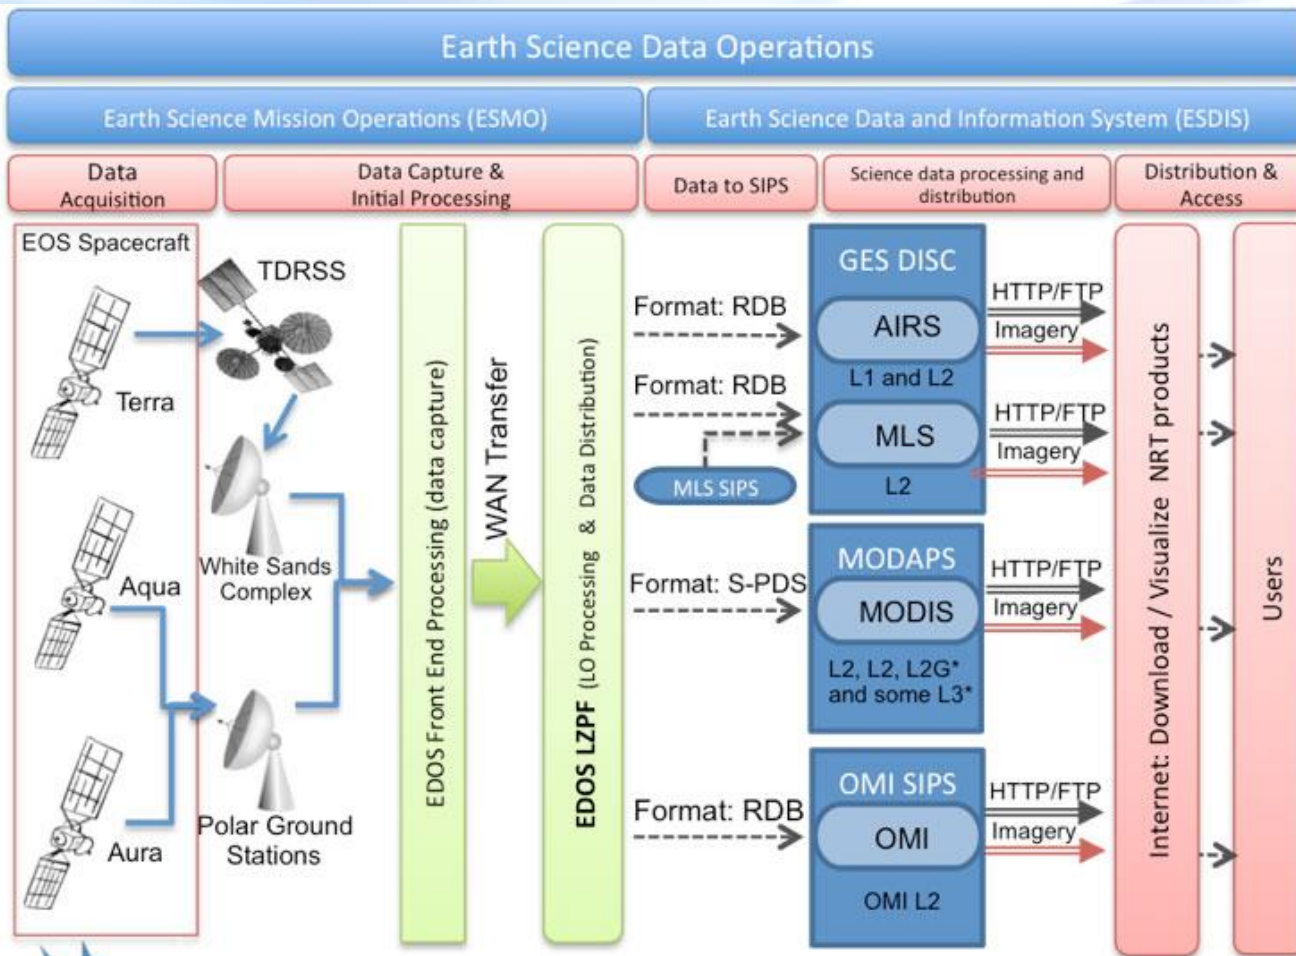 Earth Science Data Operations
Earth Science Mission Operations (ESMO)
Earth Science Data and Information System (ESDIS)
Data
Acquisition
Data Capture &
Initial Processing
Data to SIPS
Science data processing and
distribution
Distribution &
Access
EOS Spacecraft
Terra
Aqua
Aura
TDRSS
White Sands
Complex
Polar Ground
Stations
EDOS Front End Processing (data capture)
WAN Transfer
EDOS LZPF (LO Processing & Data Distribution)
Format: RDB
Format: RDB
MLS SIPS
Format: S-PDS
Format: RDB
GES DISC
AIRS
L1 and L2
MLS
L2
MODAPS
MODIS
L2, L2, L2G*
and some L3*
OMI SIPS
OMI
OMI L2
HTTP/FTP
Imagery
HTTP/FTP
Imagery
HTTP/FTP
Imagery
HTTP/FTP
Imagery
Internet: Download / Visualize NRT products
Users